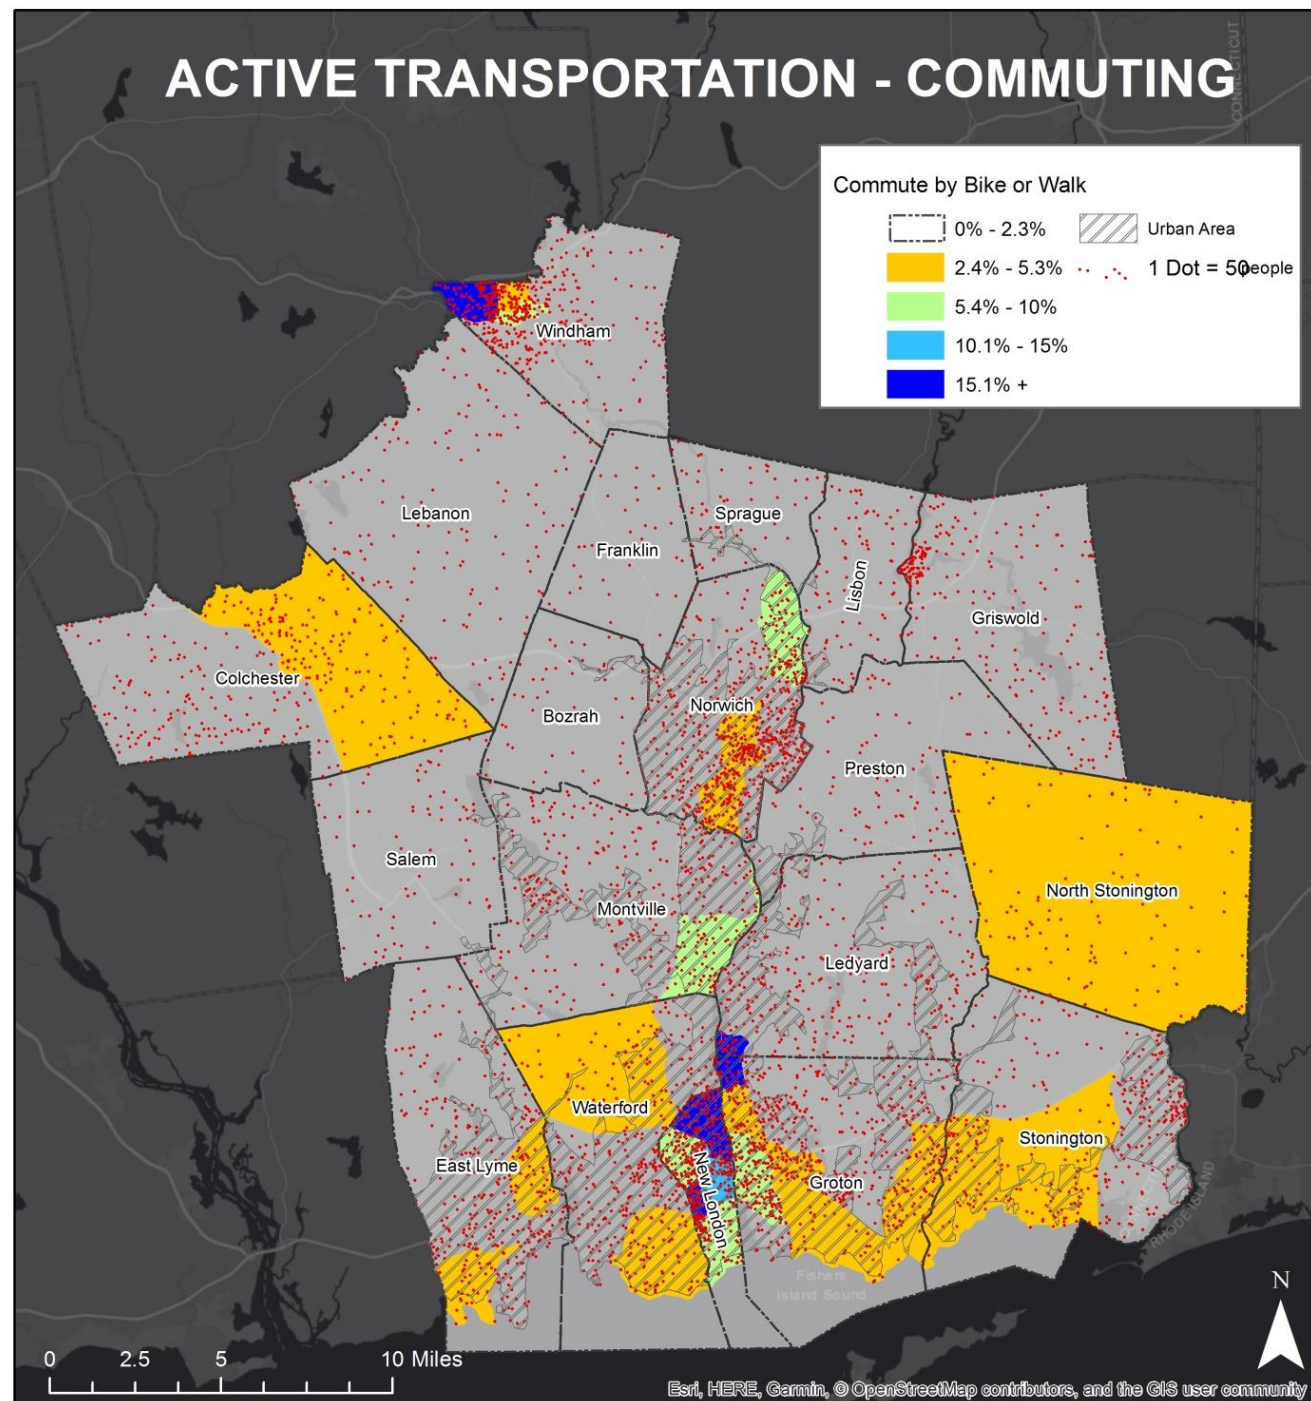 ACTIVE TRANSPORTATION - COMMUTING
CONNECTICUT
Commute by Bike or Walk
0% - 2.3%
Urban Area
2.4% - 5.3%
1 Dot = 50 people
5.4% - 10%
10.1% - 15%
15.1% +
Windham
Lebanon
Sprague
Franklin
Lisbon
Griswold
Colchester
Norwich
Bozrah
Preston
Salem
North Stonington
Montville
Ledyard
Waterford
Stonington
East Lyme
New London
Groton
RHODE ISLAND
Fishers
Island Sound
N
0 2.5 5 10 Miles
Esri, HERE, Garmin, © OpenStreetMap contributors, and the GIS user community